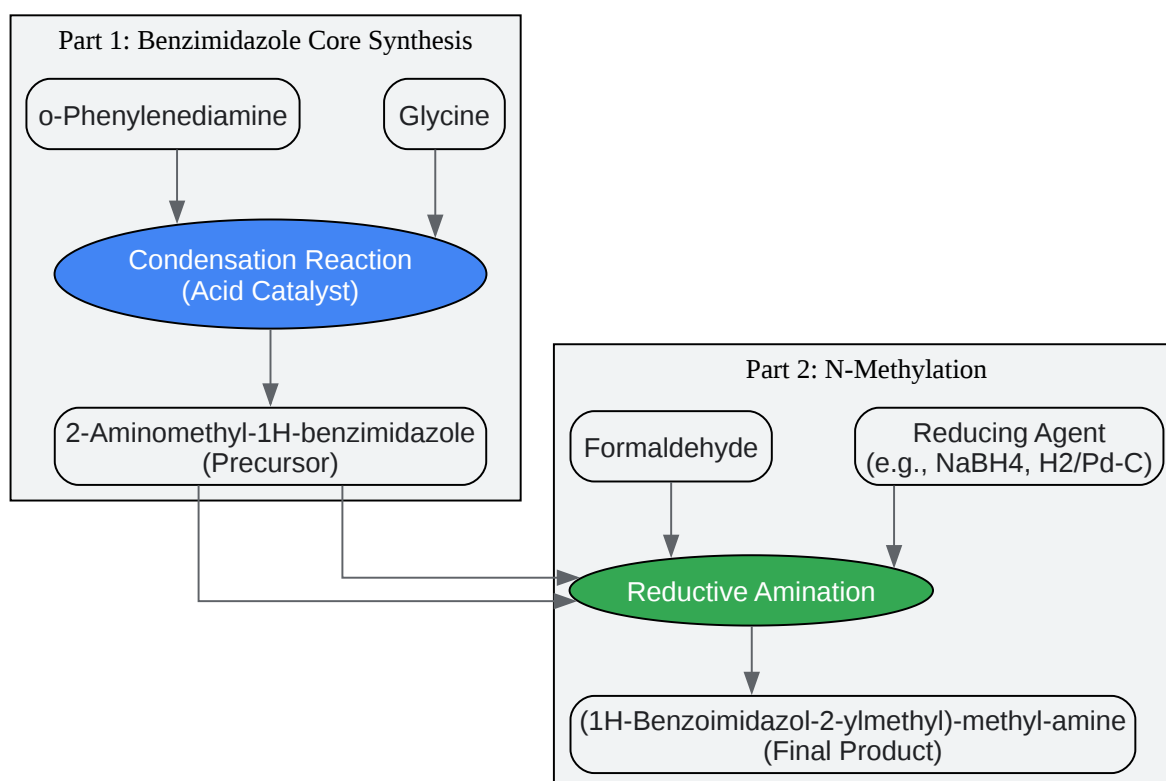 Part 1: Benzimidazole Core Synthesis
o-Phenylenediamine
Glycine
Condensation Reaction
(Acid Catalyst)
2-Aminomethyl-1H-benzimidazole
(Precursor)
Part 2: N-Methylation
Formaldehyde
Reducing Agent
(e.g., NaBH4, H2/Pd-C)
Reductive Amination
(1H-Benzoimidazol-2-ylmethyl)-methyl-amine
(Final Product)